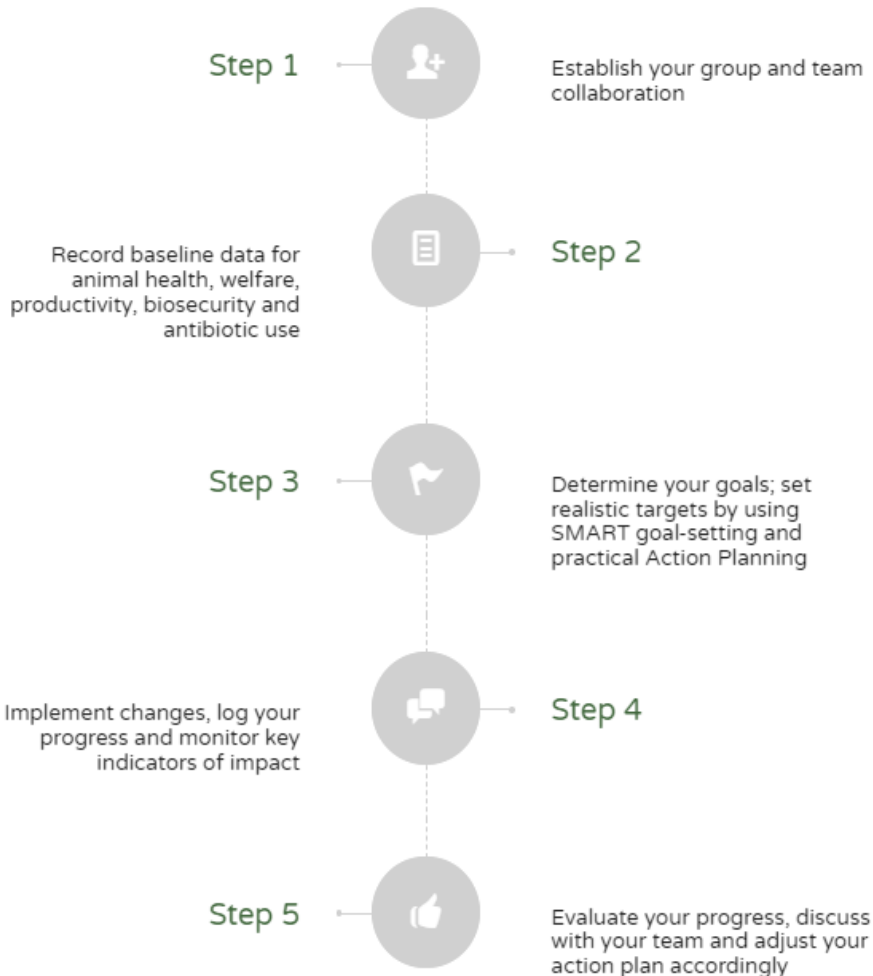 Step 1
Establish your group and team
collaboration
Step 2
Record baseline data for
animal health, welfare,
productivity, biosecurity and
antibiotic use
Step 3
Determine your goals; set
realistic targets by using
SMART goal-setting and
practical Action Planning
Step 4
Implement changes, log your
progress and monitor key
indicators of impact
Step 5
Evaluate your progress, discuss
with your team and adjust your
action plan accordingly